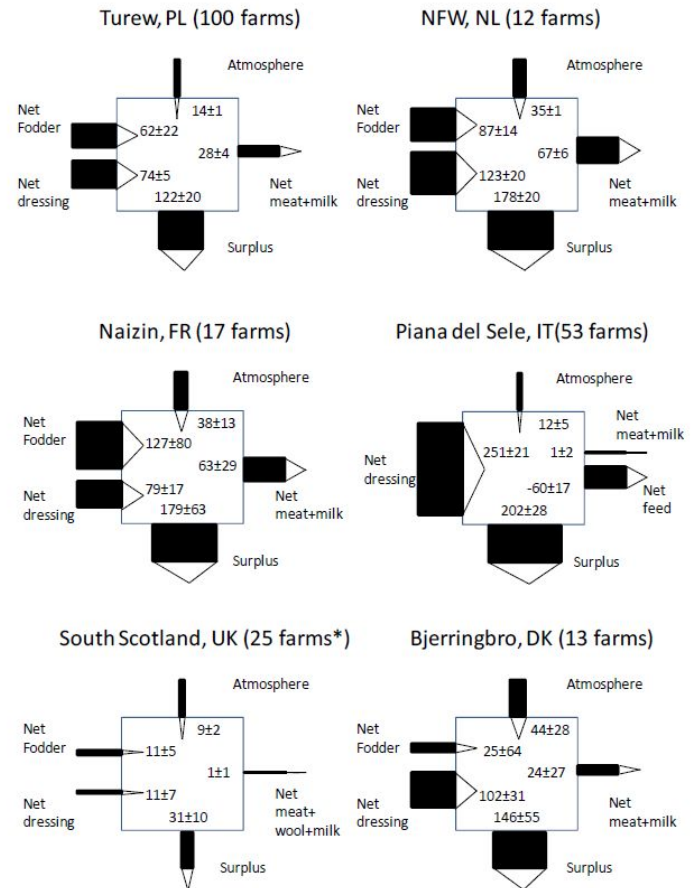 Turew, PL (100 farms)
Atmosphere
14±1
Net
Fodder
62±22
28±4
Net
dressing
74±5
122±20
Net
meat+milk
Surplus
NFW, NL (12 farms)
Atmosphere
35±1
Net
Fodder
87±14
67±6
Net
dressing
123±20
178±20
Net
meat+milk
Surplus
Naizin, FR (17 farms)
Atmosphere
38±13
Net
Fodder
127±80
63±29
Net
dressing
79±17
179±63
Net
meat+milk
Surplus
Piana del Sele, IT(53 farms)
Atmosphere
12±5
Net
meat+milk
251±21
1±2
Net
dressing
-60±17
Net
feed
202±28
Surplus
South Scotland, UK (25 farms*)
Atmosphere
9±2
Net
Fodder
11±5
1±1
Net
dressing
11±7
31±10
Net
meat+
wool+milk
Surplus
Bjerringbro, DK (13 farms)
Atmosphere
44±28
Net
Fodder
25±64
24±27
Net
dressing
102±31
146±55
Net
meat+milk
Surplus